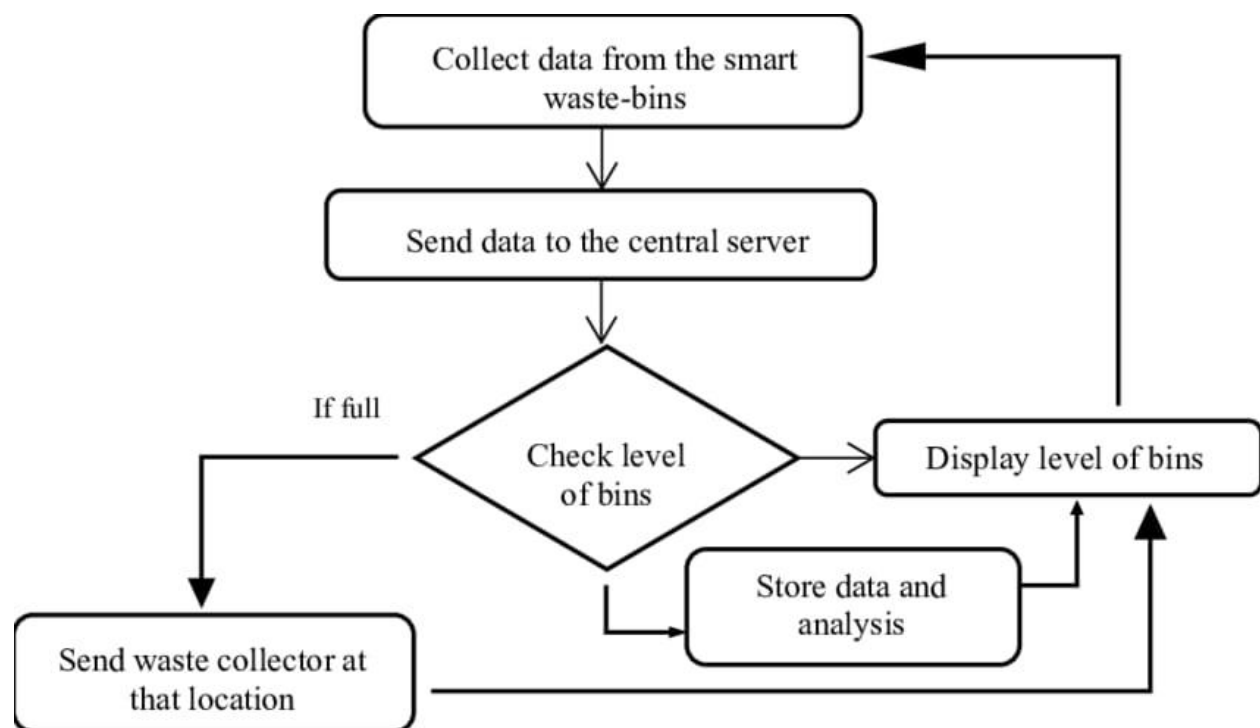 Collect data from the smart
waste-bins
Send data to the central server
If full
Check level
of bins
Display level of bins
Store data and
analysis
Send waste collector at
that location